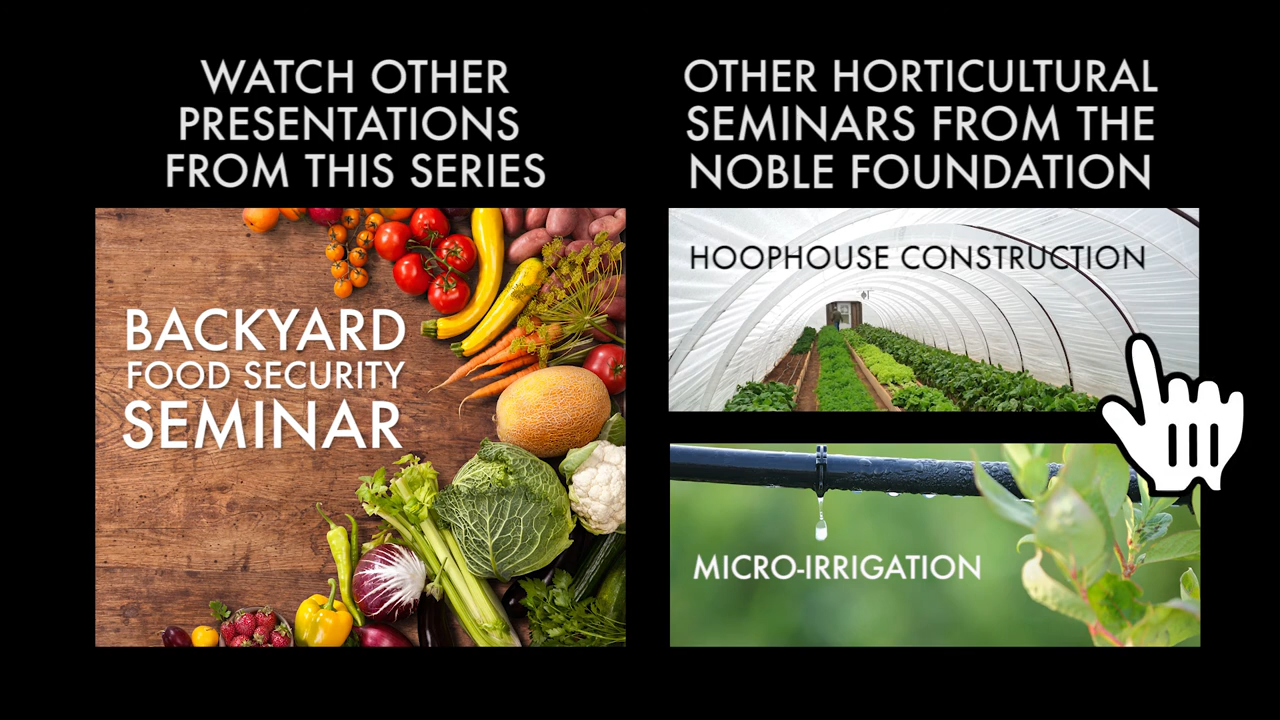 WATCH OTHER
PRESENTATIONS
FROM THIS SERIES
BACKYARD
FOOD SECURITY
SEMINAR
OTHER HORTICULTURAL
SEMINARS FROM THE
NOBLE FOUNDATION
HOOPHOUSE CONSTRUCTION
MICRO-IRRIGATION